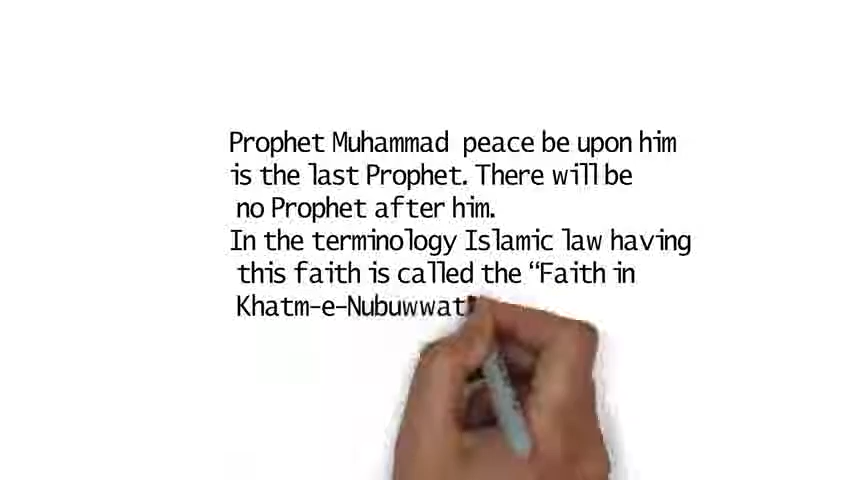 Prophet Muhammad peace be upon him
is the last Prophet. There will be
no Prophet after him.
In the terminology Islamic law having
this faith is called the “Faith in
Khatm-e-Nubuwwat